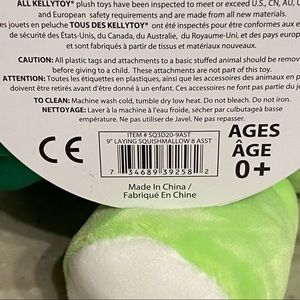 ALL KELLYTOY® plush toys have been inspected to meet or exceed U.S., CN, AU, U
and European safety requirements and are made from all new materials.
es jouets en peluche TOUS DES KELLYTOY® ont été inspectés pour être conformes aux e
de sécurité des États-Unis, du Canada, du Australie, du Royaume-Uni, et des pays europe
et sont fabriqués à partir de tissus et matériaux nouveaux.
CAUTION: All plastic tags and attachments to a basic stuffed animal should be remove
before giving to a child. These attachments are not part of this toy.
ATTENTION: Toutes les étiquettes en plastiques, ainsi que les accessoires des animaux en
doivent être retirés avant d'être donné à un enfant. Ces emballages ne font pas partis du
TO CLEAN: Machine wash cold, tumble dry low heat. Do not bleach. Do not iron.
NETTOYAGE: Laver à la machine à l'eau froide, sécher par culbutage à basse
température. Ne pas utiliser de Javel. Ne pas repasser.
CE
ITEM # SQ3D20-9AST
9" LAYING SQUISHMALLOW 8 ASST
7 34689 39258 2
Made In China /
Fabriqué En Chine
AGES
ÂGE
0+